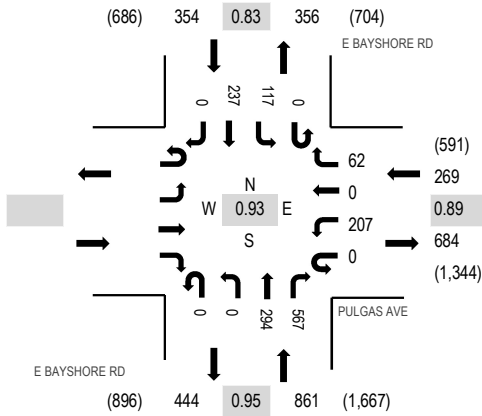 (686) 354 0.83 356 (704)
E BAYSHORE RD
0 237 117 0
62
(591)
269
0
N
W 0.93 E
0.89
207
S
684
0
(1,344)
0 0 294 567
PULGAS AVE
E BAYSHORE RD
(896) 444 0.95 861 (1,667)